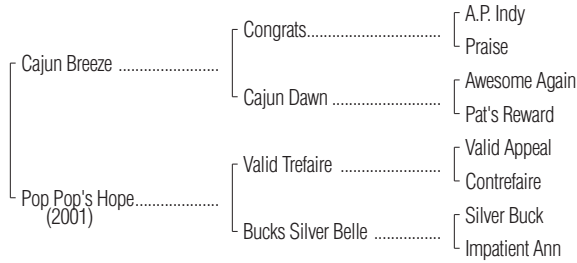 A.P. Indy
Congrats..................................
Praise
Cajun Breeze ...........................
Awesome Again
Cajun Dawn .............................
Pat's Reward
Valid Appeal
Valid Trefaire ...........................
Contrefaire
Pop Pop's Hope.......................
(2001)
Silver Buck
Bucks Silver Belle ..................
Impatient Ann